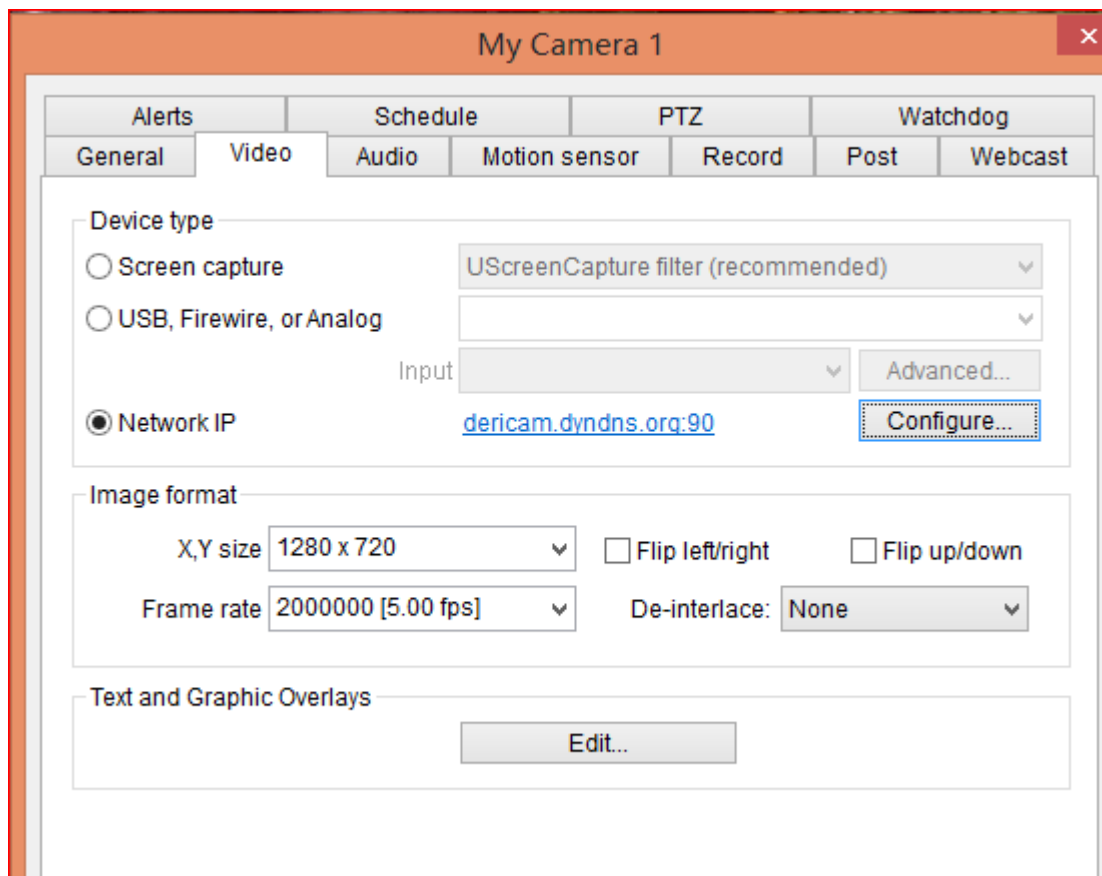 My Camera 1
Alerts Schedule PTZ Watchdog
General Video Audio Motion sensor Record Post Webcast
Device type
Screen capture UScreenCapture filter (recommended)
USB, Firewire, or Analog
Input Advanced...
Network IP dericam.dyndns.org:90 Configure...
Image format
X,Y size 1280 x 720 Flip left/right Flip up/down
Frame rate 2000000 [5.00 fps] De-interlace: None
Text and Graphic Overlays
Edit...